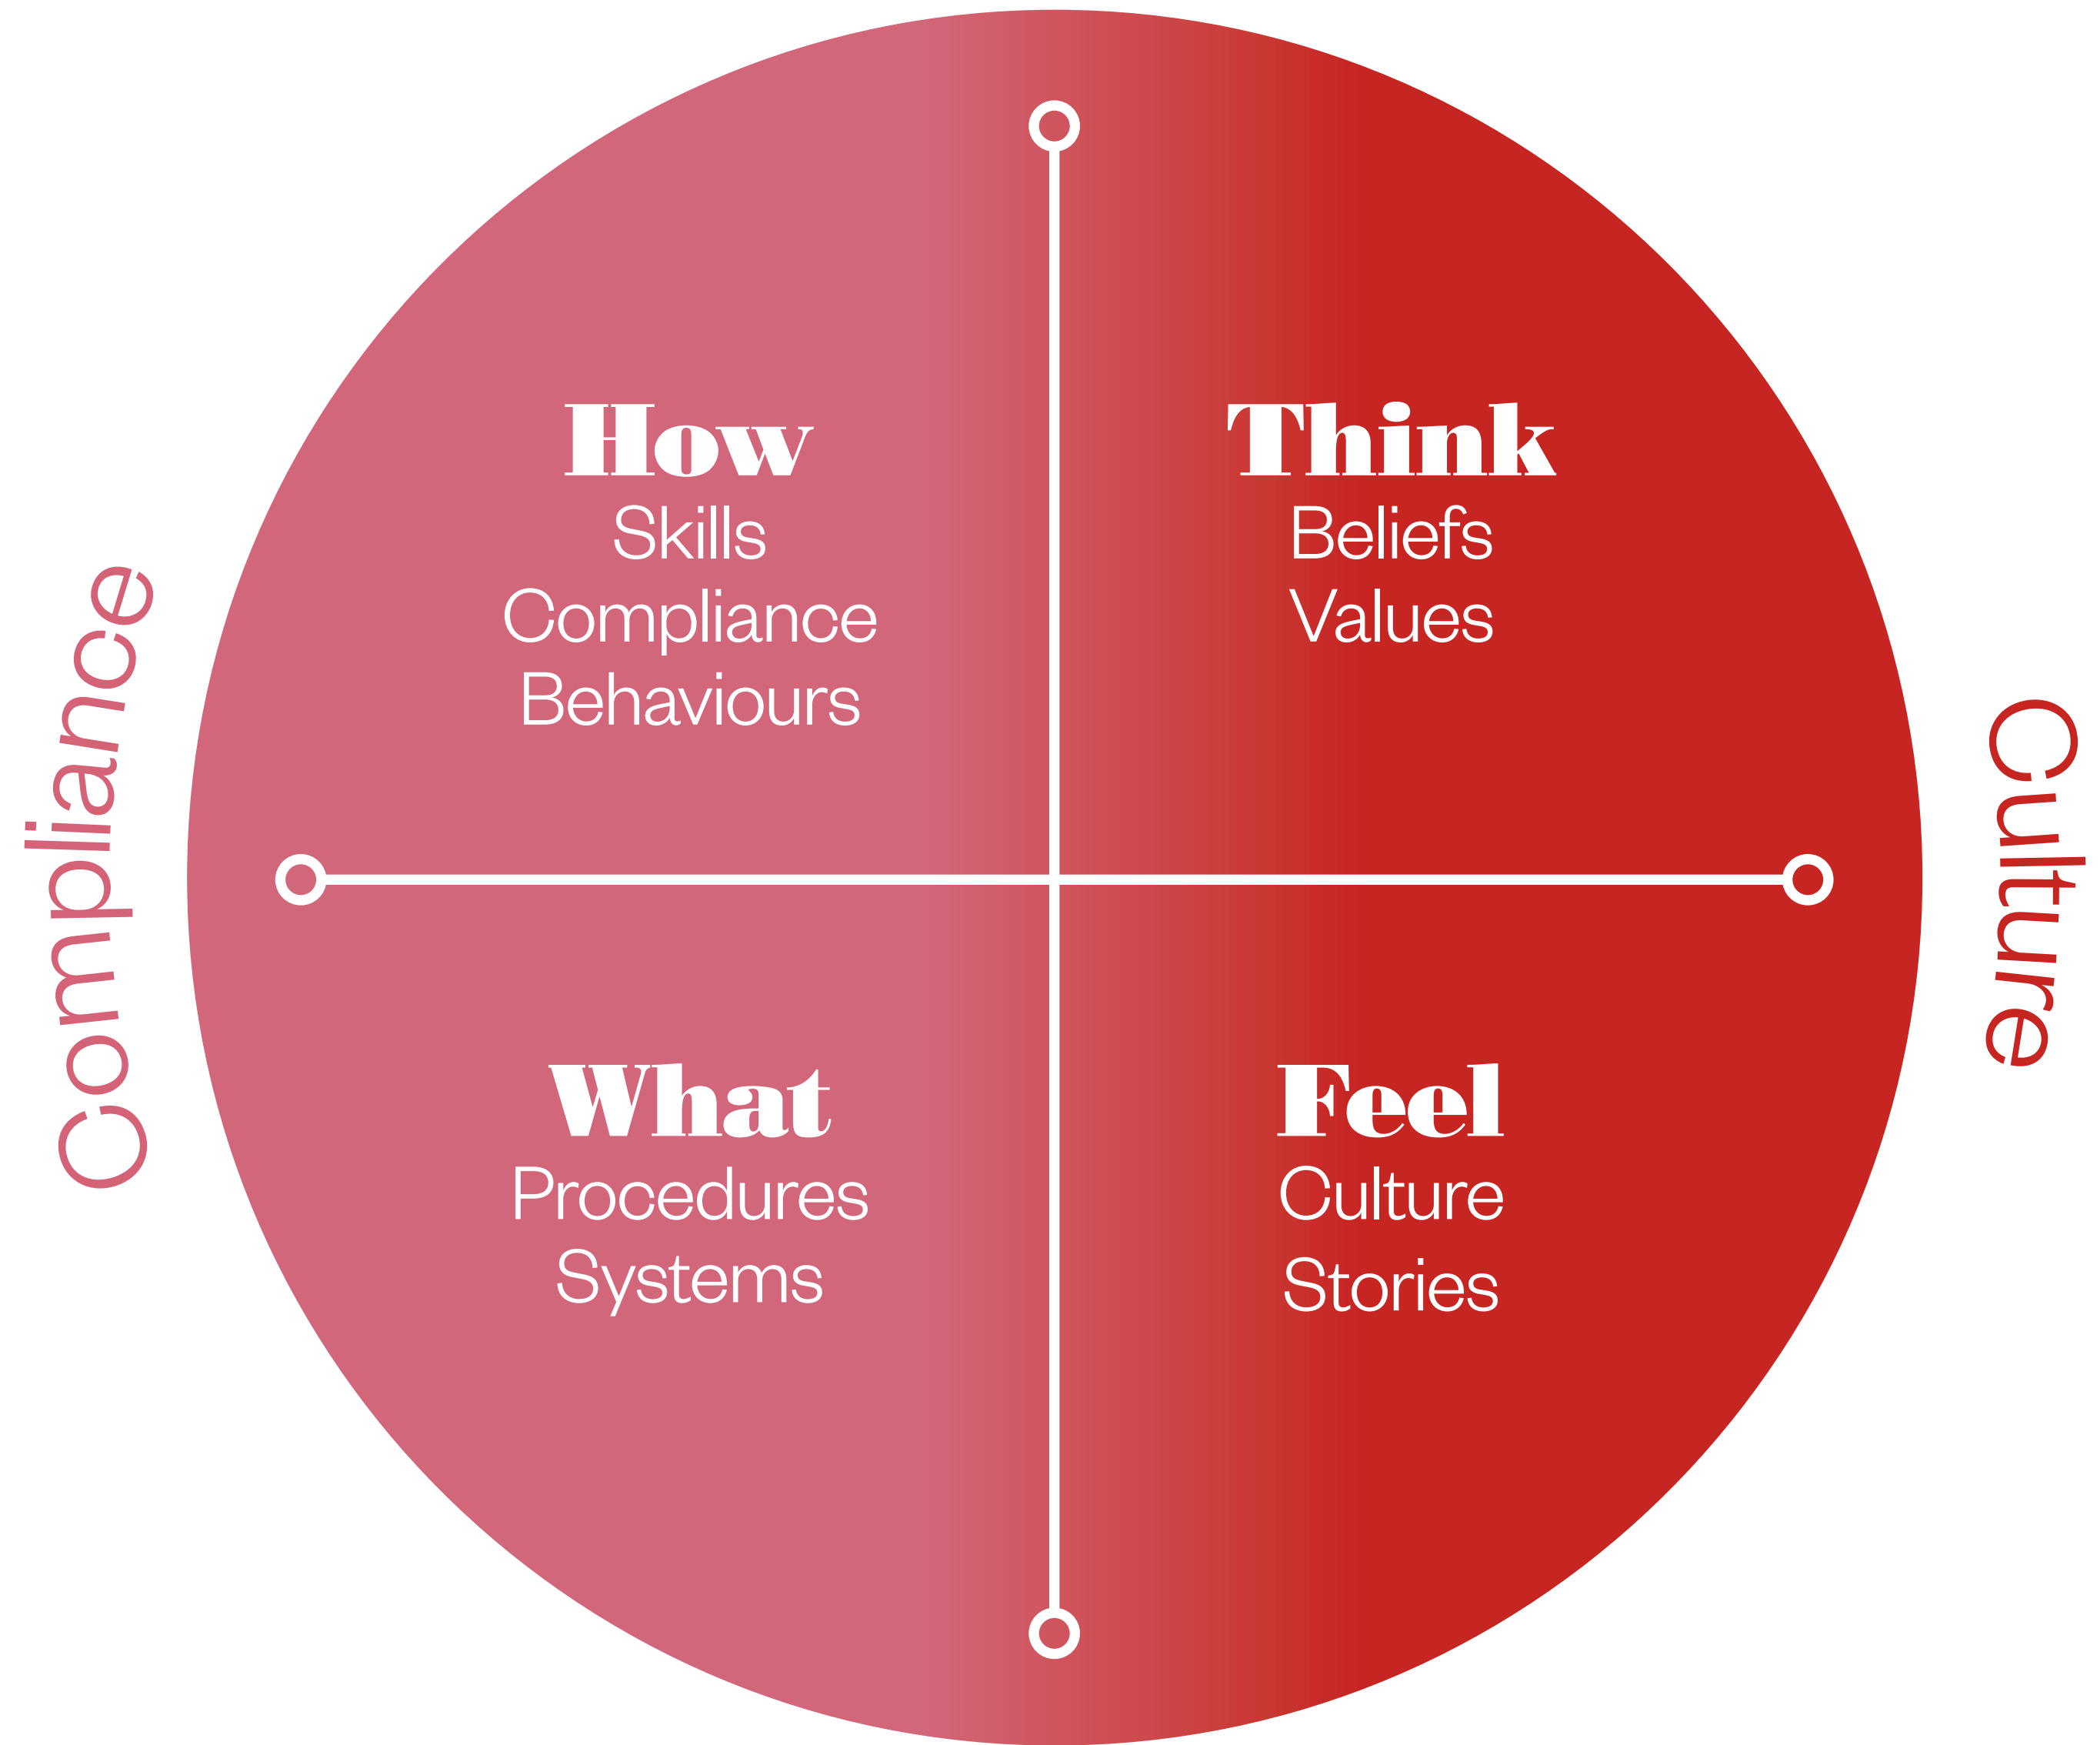 Compliance
How
Skills
Compliance
Behaviours
Think
Beliefs
Values
What
Procedures
Systems
Feel
Culture
Stories
Culture